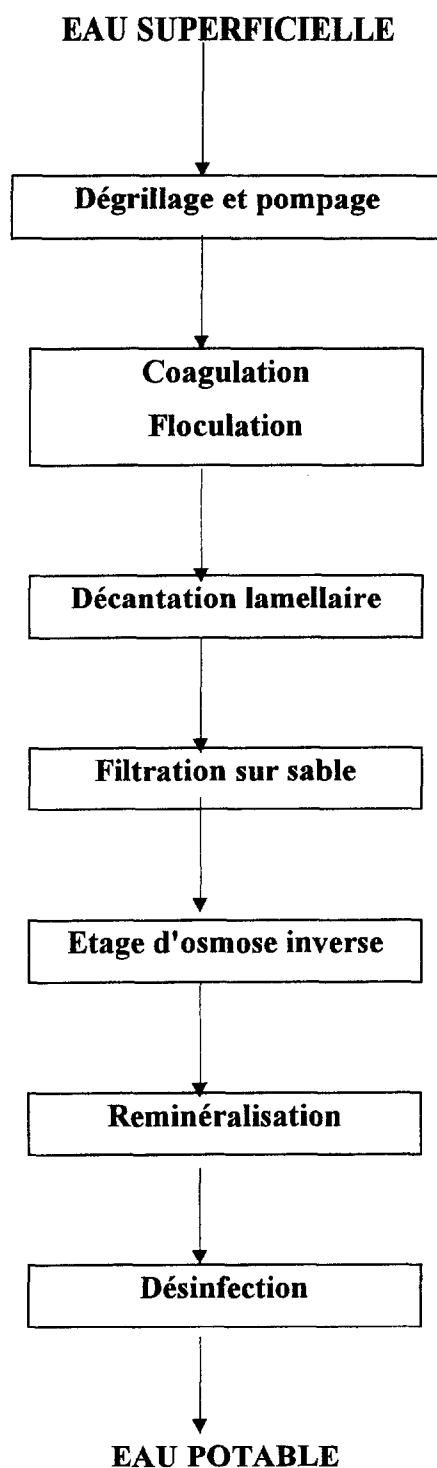 EAU SUPERFICIELLE
Dégrillage et pompage
Coagulation
Floculation
Décantation lamellaire
Filtration sur sable
Etage d'osmose inverse
Reminéralisation
Désinfection
EAU POTABLE